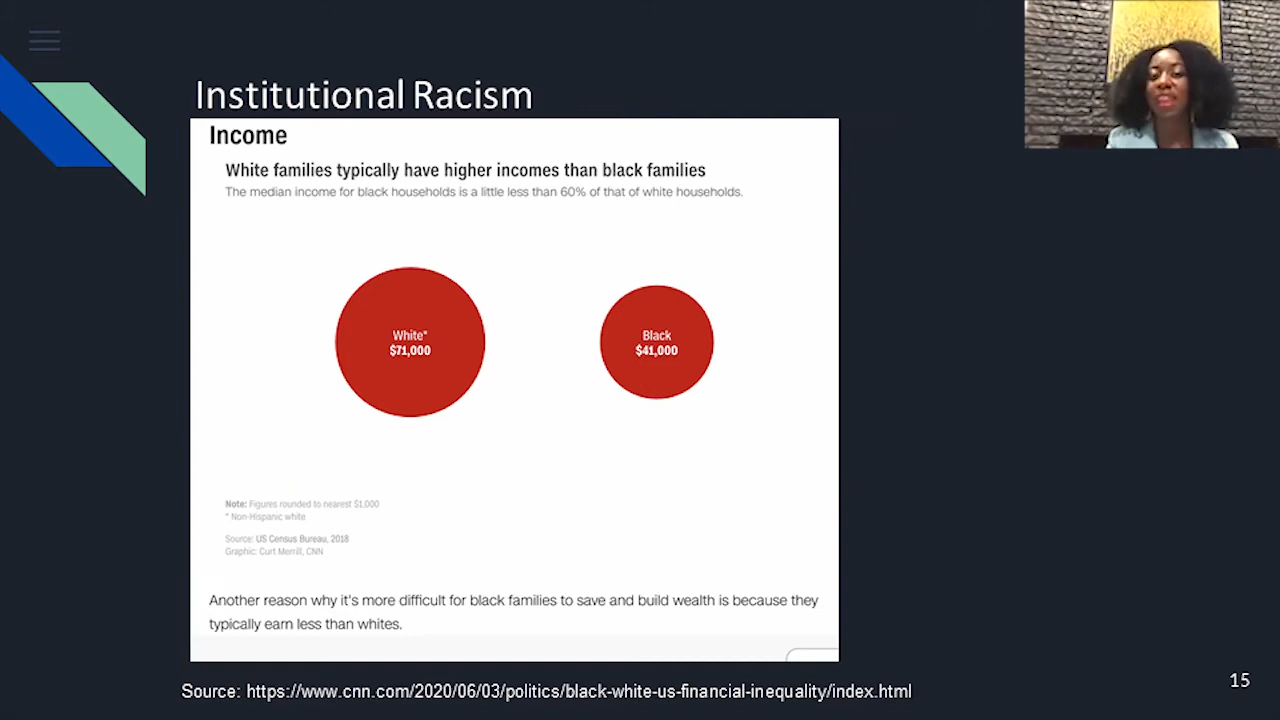 Institutional Racism
Income
White families typically have higher incomes than black families
The median income for black households is a little less than 60% of that of white households.
White*
$71,000
Black
$41,000
Note: Figures rounded to nearest $1,000
* Non-Hispanic white
Source: US Census Bureau, 2018
Graphic: Curt Merrill, CNN
Another reason why it's more difficult for black families to save and build wealth is because they
typically earn less than whites.
Source: https://www.cnn.com/2020/06/03/politics/black-white-us-financial-inequality/index.html
15